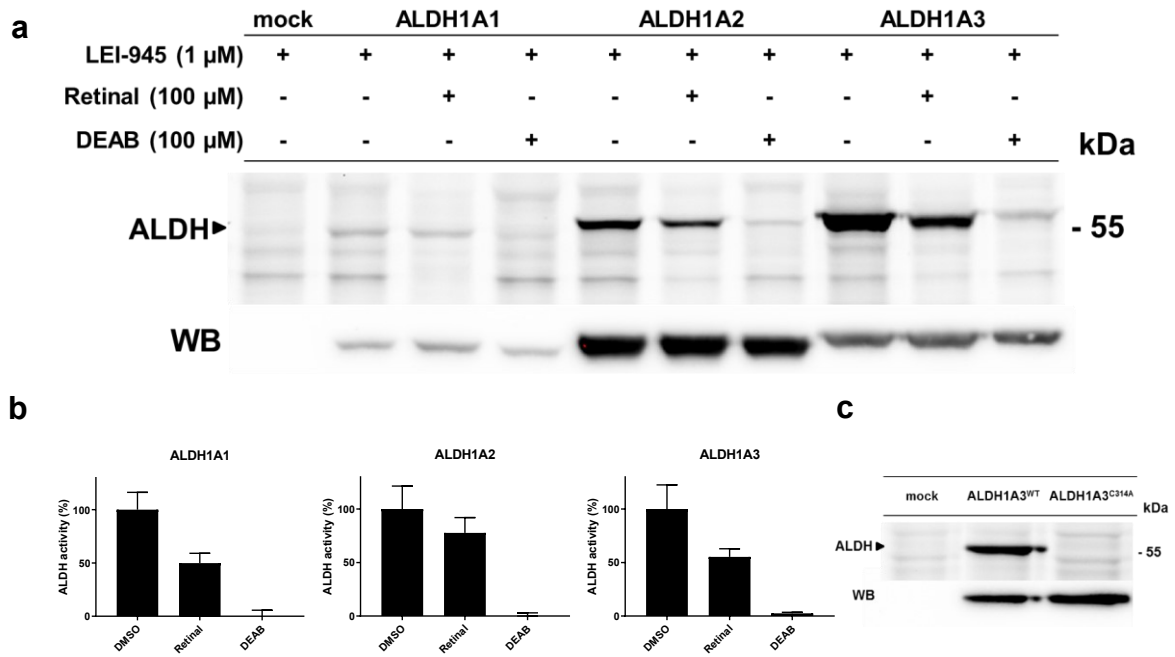 a
mock ALDH1A1 ALDH1A2 ALDH1A3
LEI-945 (1 µM) + + + + + + + + + +
Retinal (100 µM) - - + - - + - - + -
DEAB (100 µM) - - - + - - + - - +
kDa
ALDH
- 55
WB
b
ALDH1A1
ALDH activity (%)
100
50
0
DMSO Retinal DEAB
ALDH1A2
ALDH activity (%)
100
50
0
DMSO Retinal DEAB
ALDH1A3
ALDH activity (%)
100
50
0
DMSO Retinal DEAB
c
mock ALDH1A3WT ALDH1A3C314A
kDa
ALDH
- 55
WB